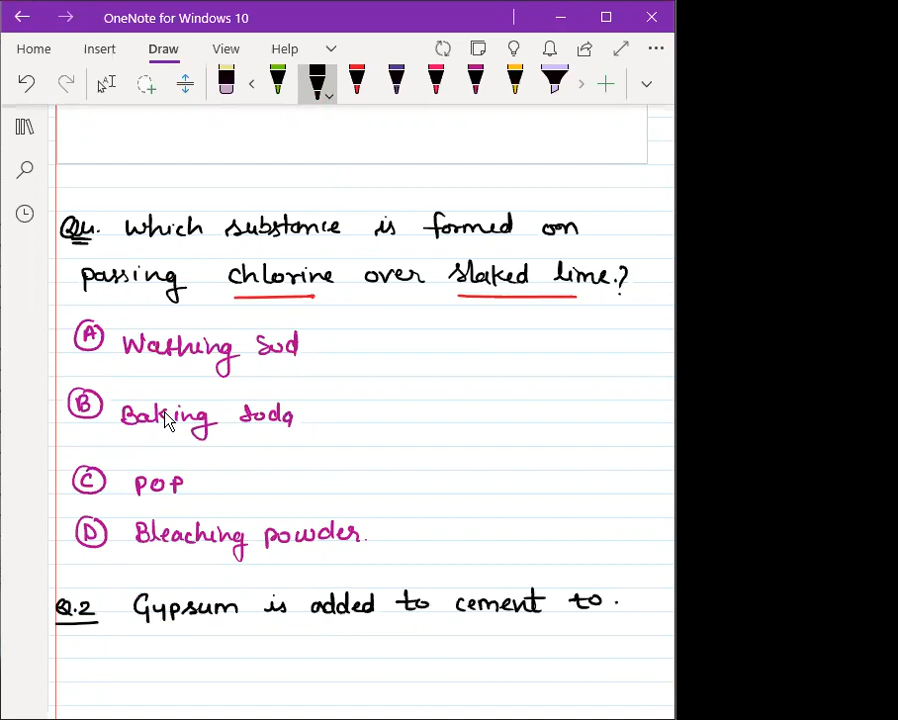 OneNote for Windows 10
Home Insert Draw View Help
Qu. Which substance is formed on
passing chlorine over slaked lime.?
A Washing Sod
B Baking Soda
C POP
D Bleaching powder.
Q.2 Gypsum is added to cement to.